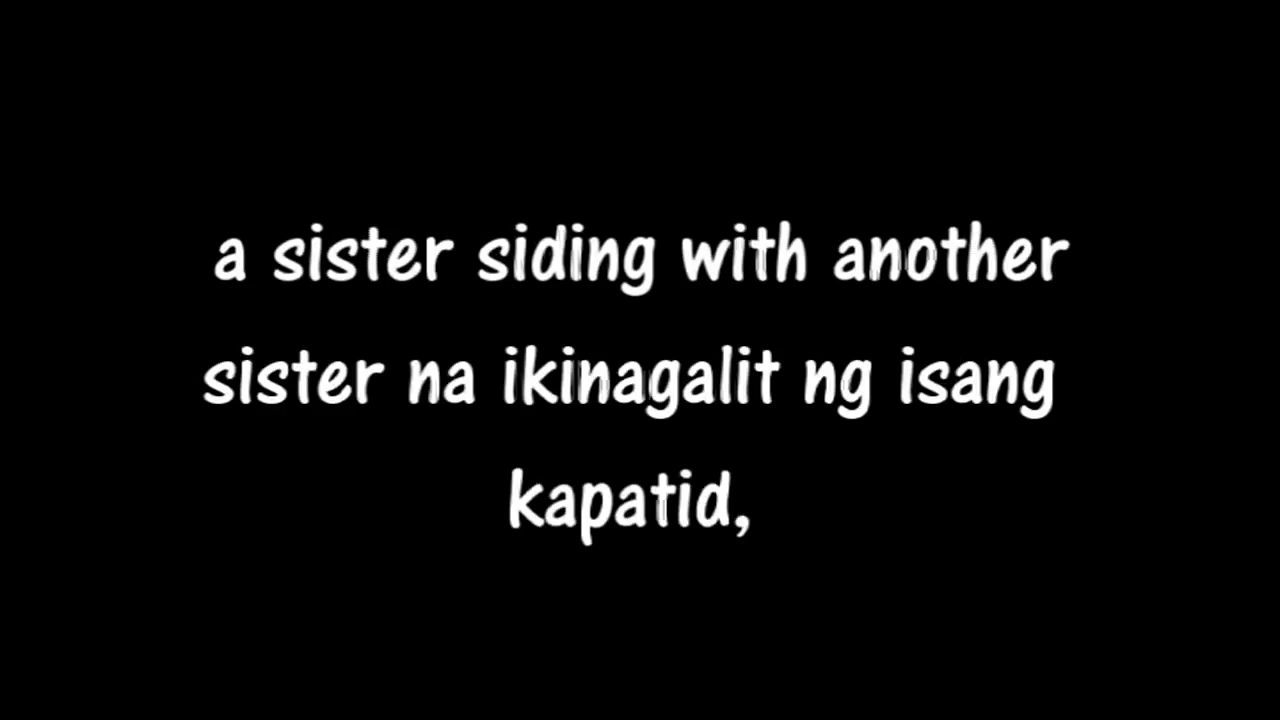 a sister siding with another
sister na ikinagalit ng isang
kapatid,